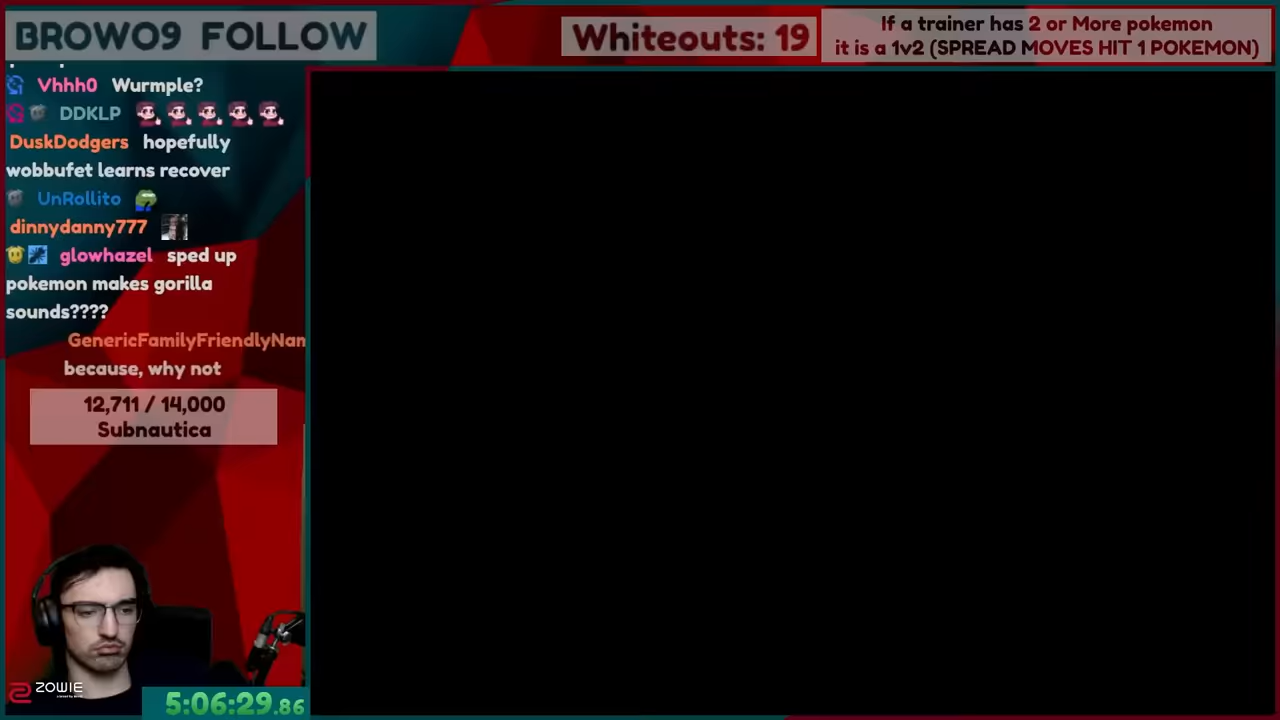 BROWO9 FOLLOW
Whiteouts: 19
If a trainer has 2 or More pokemon
it is a 1v2 (SPREAD MOVES HIT 1 POKEMON)
Vhhh0 Wurmple?
DDKLP
DuskDodgers hopefully
wobbufet learns recover
UnRollito
dinnydanny777
glowhazel sped up
pokemon makes gorilla
sounds????
GenericFamilyFriendlyNam
because, why not
12,711 / 14,000
Subnautica
ZOWIE
5:06:29.86